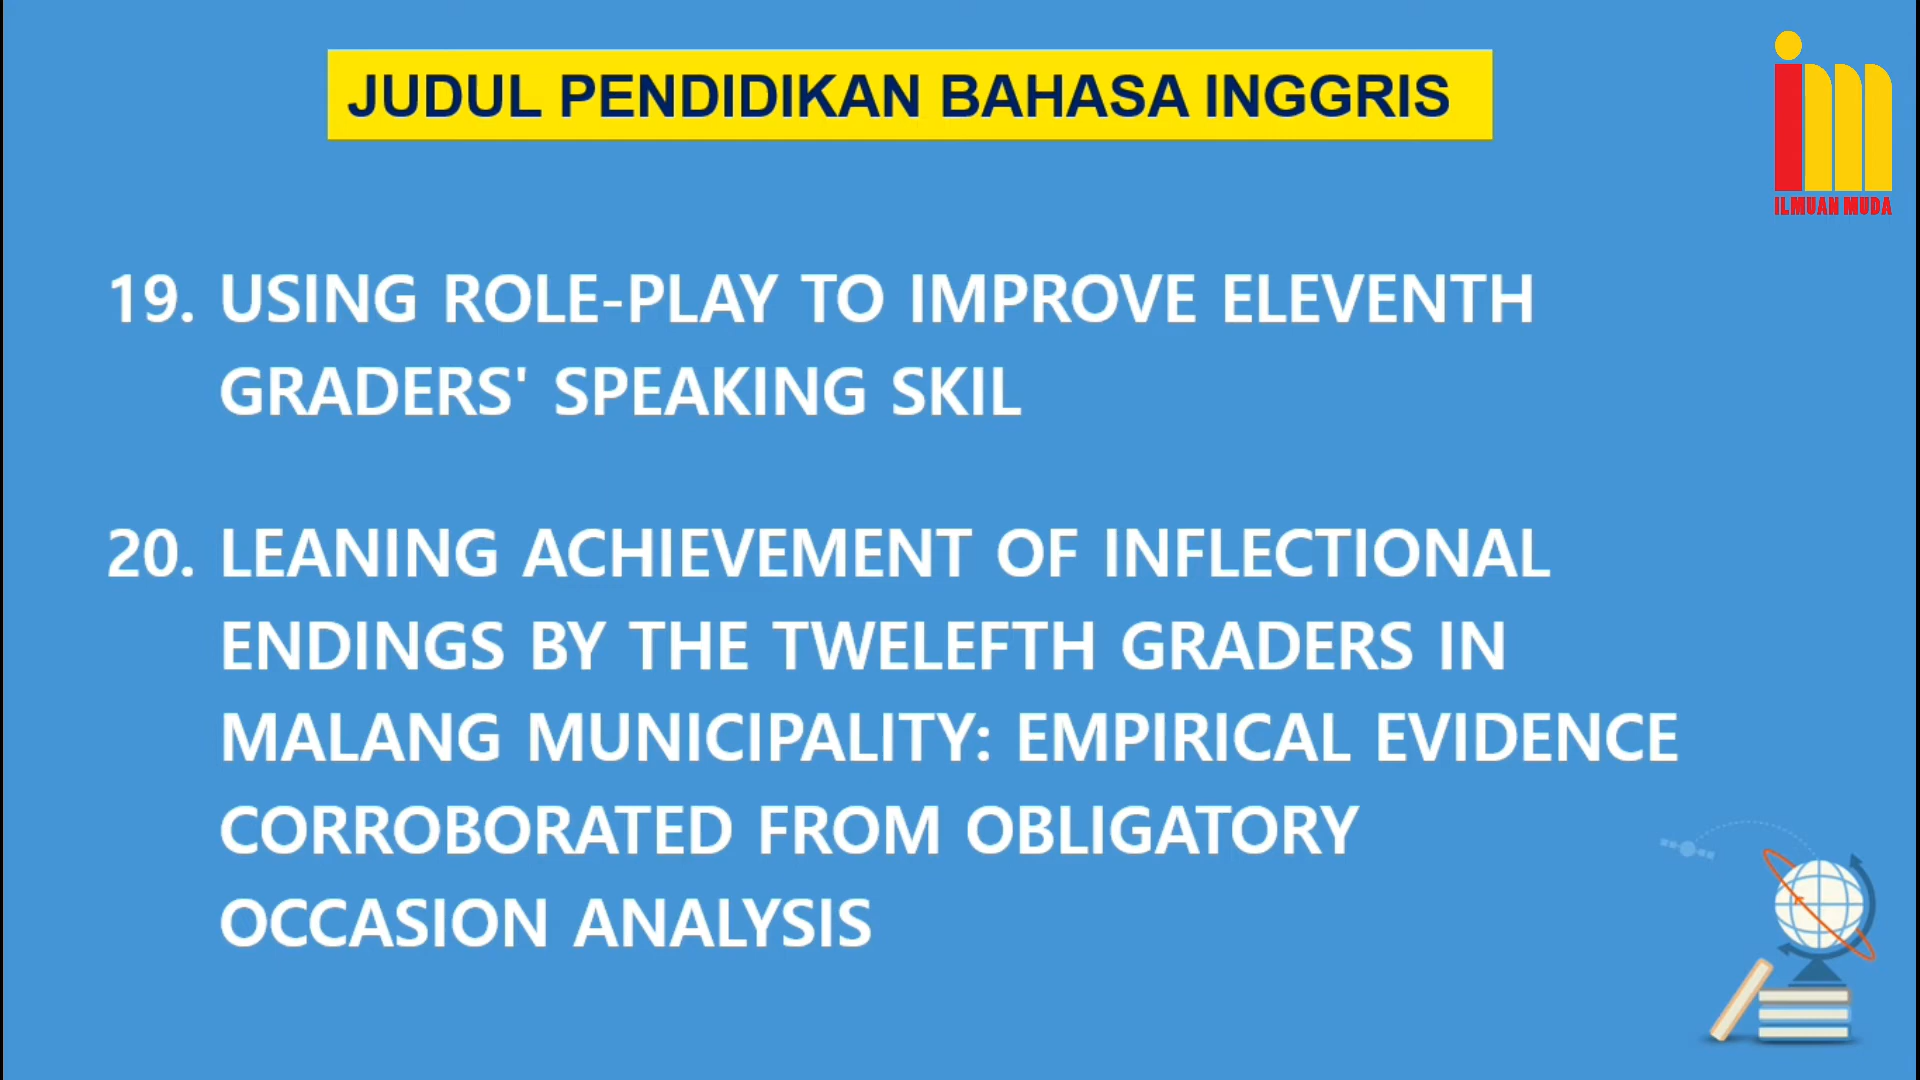 JUDUL PENDIDIKAN BAHASA INGGRIS
ILMUAN MUDA
19. USING ROLE-PLAY TO IMPROVE ELEVENTH
GRADERS' SPEAKING SKIL
20. LEANING ACHIEVEMENT OF INFLECTIONAL
ENDINGS BY THE TWELEFTH GRADERS IN
MALANG MUNICIPALITY: EMPIRICAL EVIDENCE
CORROBORATED FROM OBLIGATORY
OCCASION ANALYSIS